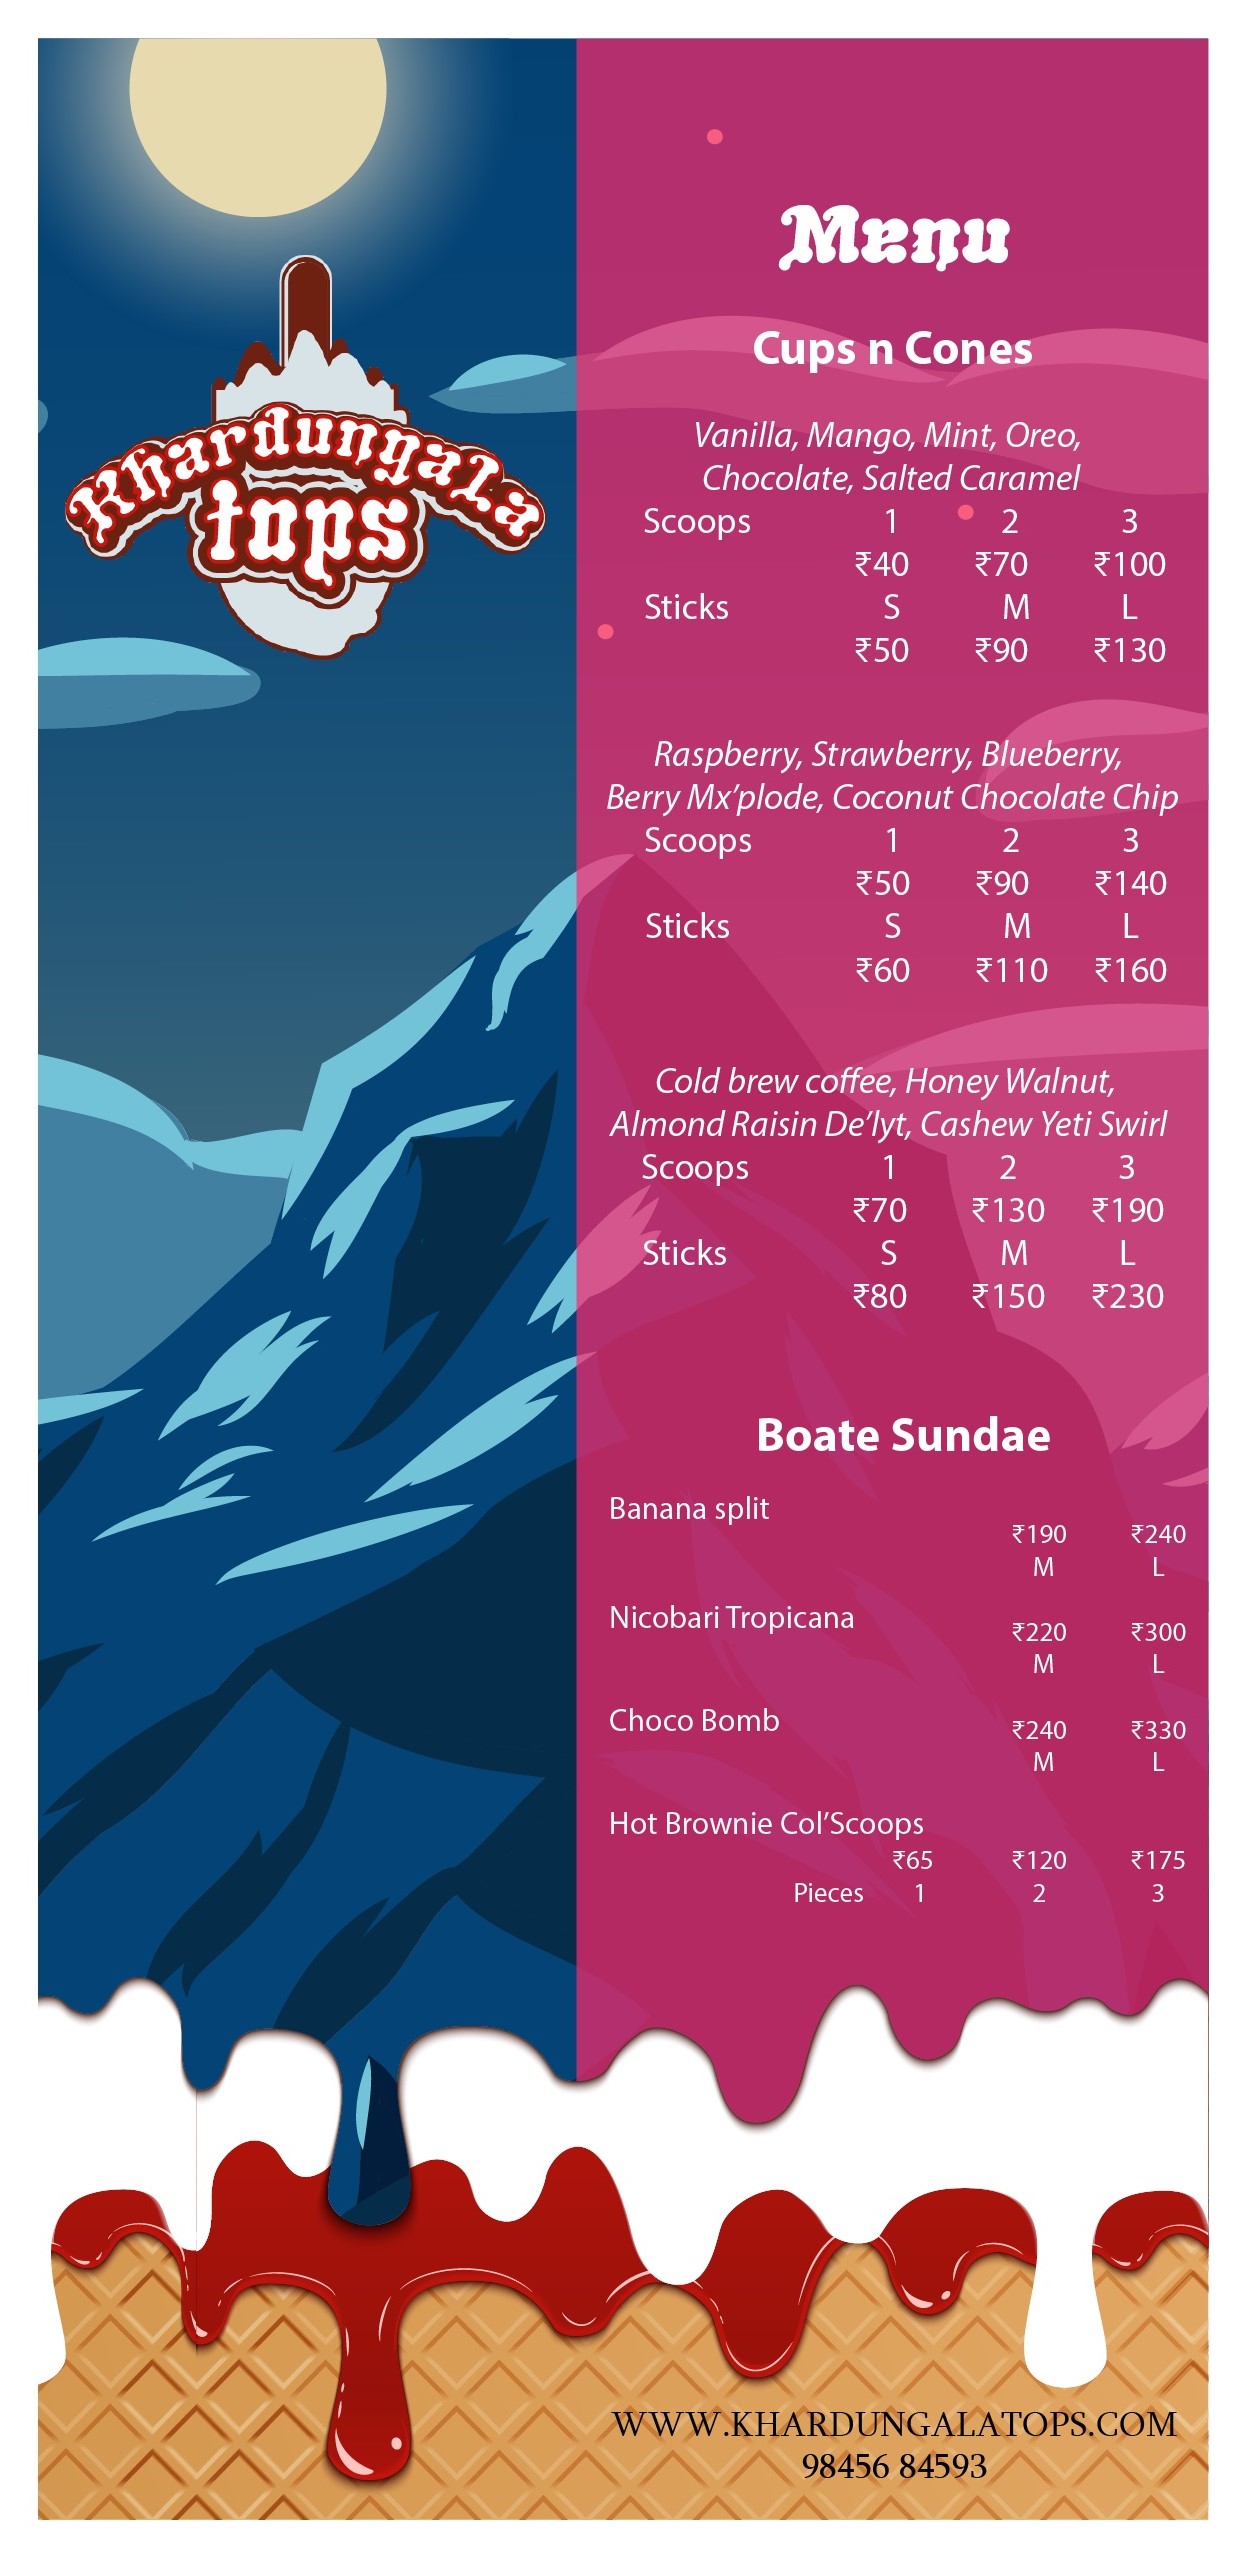 KhardungaLa
tops
Menu
Cups n Cones
Vanilla, Mango, Mint, Oreo,
Chocolate, Salted Caramel
Scoops 1 2 3
₹40 ₹70 ₹100
Sticks S M L
₹50 ₹90 ₹130
Raspberry, Strawberry, Blueberry,
Berry Mx’plode, Coconut Chocolate Chip
Scoops 1 2 3
₹50 ₹90 ₹140
Sticks S M L
₹60 ₹110 ₹160
Cold brew coffee, Honey Walnut,
Almond Raisin De’lyt, Cashew Yeti Swirl
Scoops 1 2 3
₹70 ₹130 ₹190
Sticks S M L
₹80 ₹150 ₹230
Boate Sundae
Banana split
₹190 ₹240
M L
Nicobari Tropicana
₹220 ₹300
M L
Choco Bomb
₹240 ₹330
M L
Hot Brownie Col’Scoops
₹65 ₹120 ₹175
Pieces 1 2 3
WWW.KHARDUNGALATOPS.COM
98456 84593